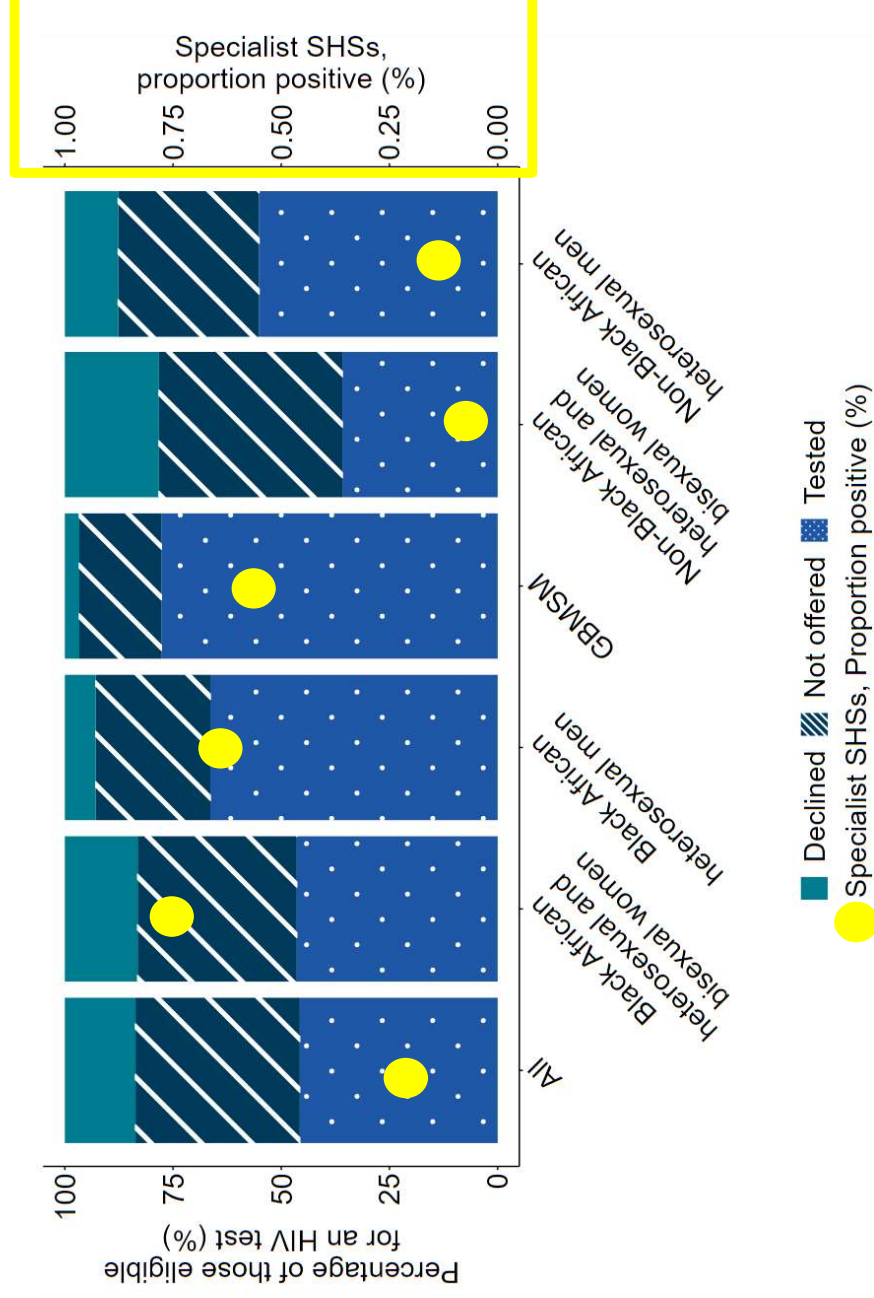 Specialist SHSs,
proportion positive (%)
1.00
0.75
0.50
0.25
0.00
Percentage of those eligible
for an HIV test (%)
100
75
50
25
0
All
Black African
heterosexual and
bisexual women
Black African
heterosexual men
GBMSM
Non-Black African
heterosexual and
bisexual women
Non-Black African
heterosexual men
Declined Not offered Tested
Specialist SHSs, Proportion positive (%)